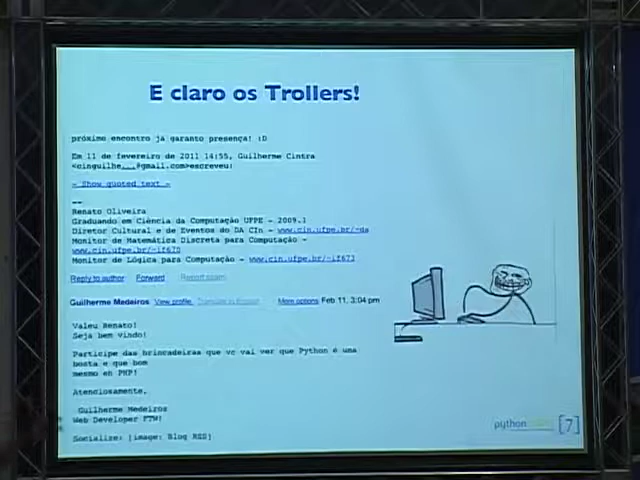 E claro os Trollers!
próximo encontro já garanto presença! :D
Em 11 de fevereiro de 2011 14:55, Guilherme Cintra
<cinguilhe...@gmail.com>escreveu:
- Show quoted text -
--
Renato Oliveira
Graduando em Ciência da Computação UFPE - 2009.1
Diretor Cultural e de Eventos do DA CIn - www.cin.ufpe.br/~da
Monitor de Matemática Discreta para Computação -
www.cin.ufpe.br/~if670
Monitor de Lógica para Computação - www.cin.ufpe.br/~if673
Reply to author Forward Report spam
Guilherme Medeiros View profile Translate to English More options Feb 11, 3:04 pm
Valeu Renato!
Seja bem vindo!
Participe das brincadeiras que vc vai ver que Python é uma
bosta e que bom
mesmo eh PHP!
Atenciosamente,
Guilherme Medeiros
Web Developer FTW!
Socialize: [image: Blog RSS]
python [7]